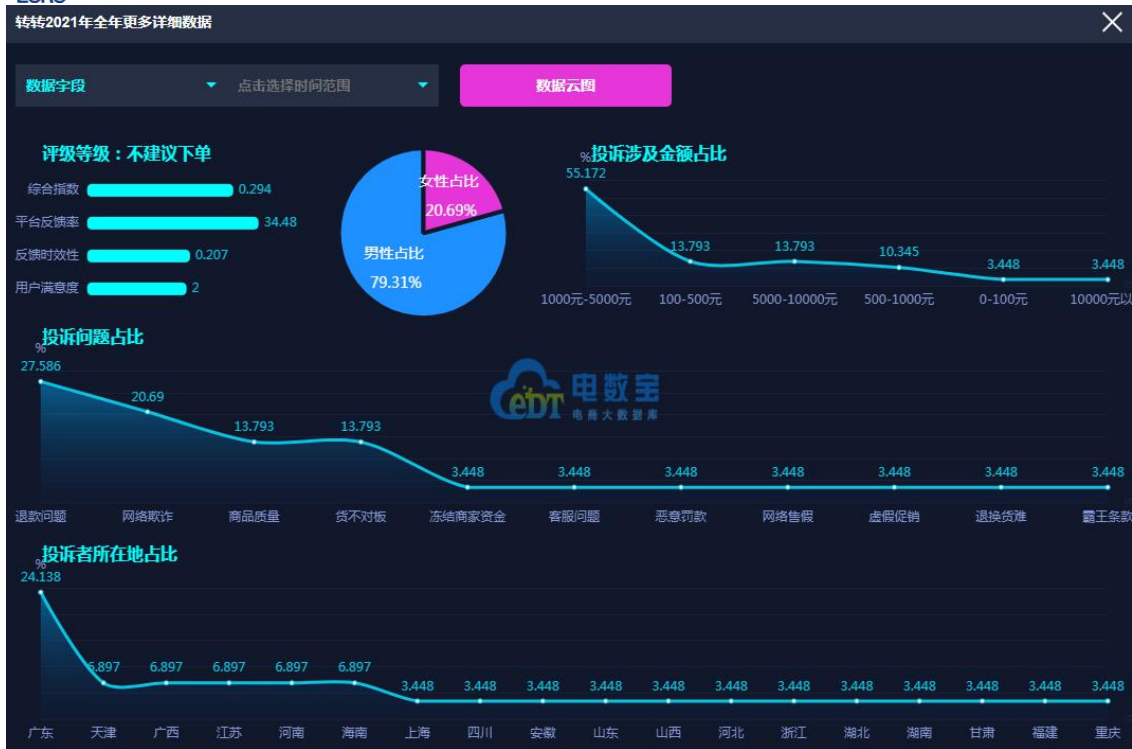 转转2021年全年更多详细数据
数据字段
点击选择时间范围
数据云图
评级等级：不建议下单
综合指数 0.294
平台反馈率 34.48
反馈时效性 0.207
用户满意度 2
女性占比
20.69%
男性占比
79.31%
投诉涉及金额占比
%
55.172 13.793 13.793 10.345 3.448 3.448
1000元-5000元 100-500元 5000-10000元 500-1000元 0-100元 10000元以
投诉问题占比
%
27.586 20.69 13.793 13.793 3.448 3.448 3.448 3.448 3.448 3.448 3.448
退款问题 网络欺诈 商品质量 货不对板 冻结商家资金 客服问题 恶意罚款 网络售假 虚假促销 退换货难 霸王条款
eDT 电数宝
电商大数据库
投诉者所在地占比
%
24.138 6.897 6.897 6.897 6.897 6.897 3.448 3.448 3.448 3.448 3.448 3.448 3.448 3.448 3.448 3.448 3.448 3.448
广东 天津 广西 江苏 河南 海南 上海 四川 安徽 山东 山西 河北 浙江 湖北 湖南 甘肃 福建 重庆